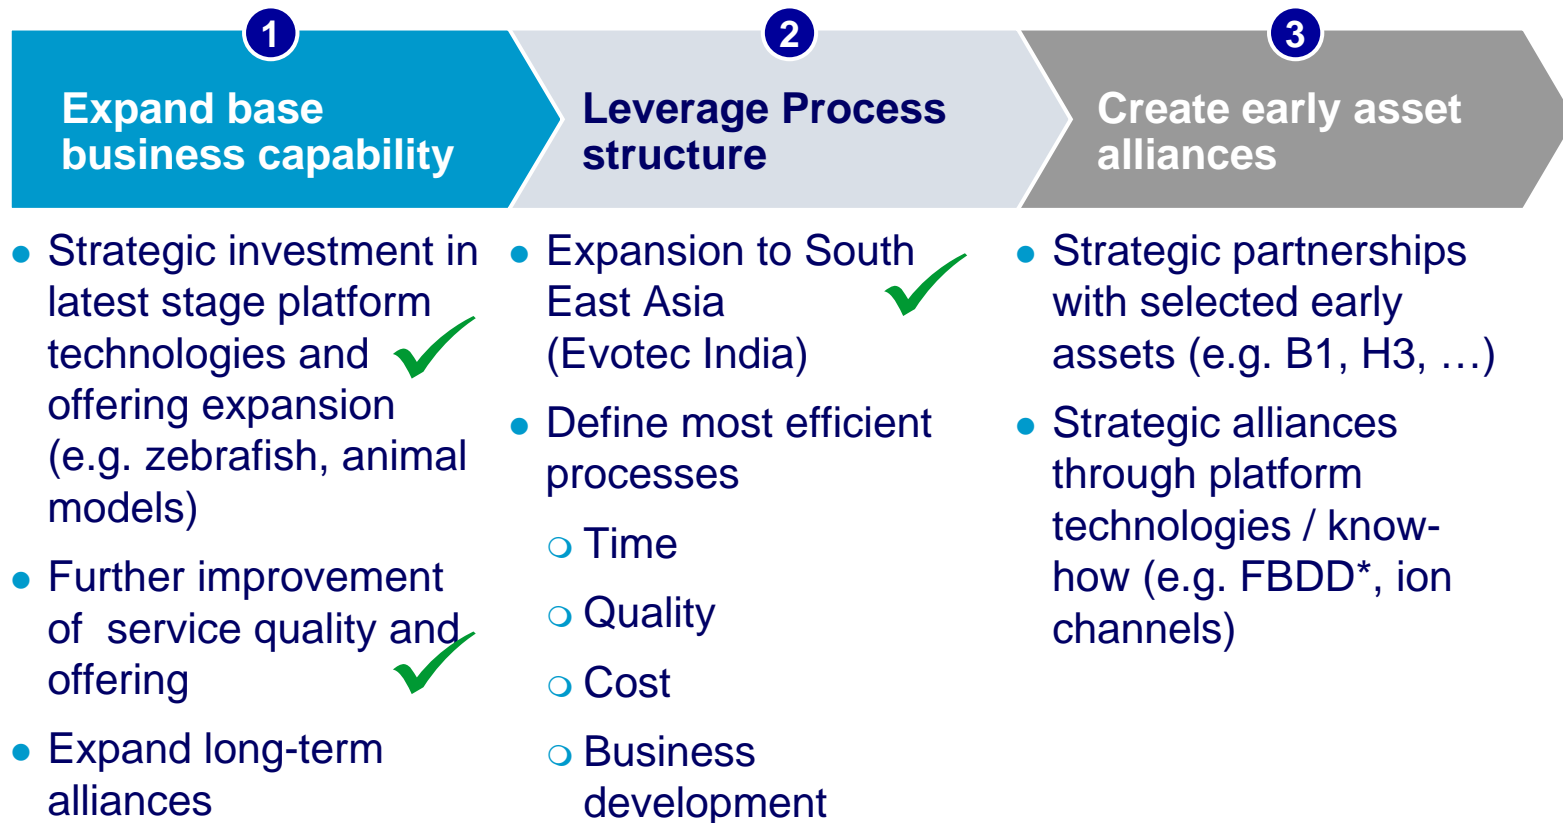 1
Expand base
business capability
● Strategic investment in
latest stage platform
technologies and
offering expansion
(e.g. zebrafish, animal
models)
● Further improvement
of  service quality and
offering
● Expand long-term
alliances
2
Leverage Process
structure
● Expansion to South
East Asia
(Evotec India)
● Define most efficient
processes
❍ Time
❍ Quality
❍ Cost
❍ Business
development
3
Create early asset
alliances
● Strategic partnerships
with selected early
assets (e.g. B1, H3, …)
● Strategic alliances
through platform
technologies / know-
how (e.g. FBDD*, ion
channels)